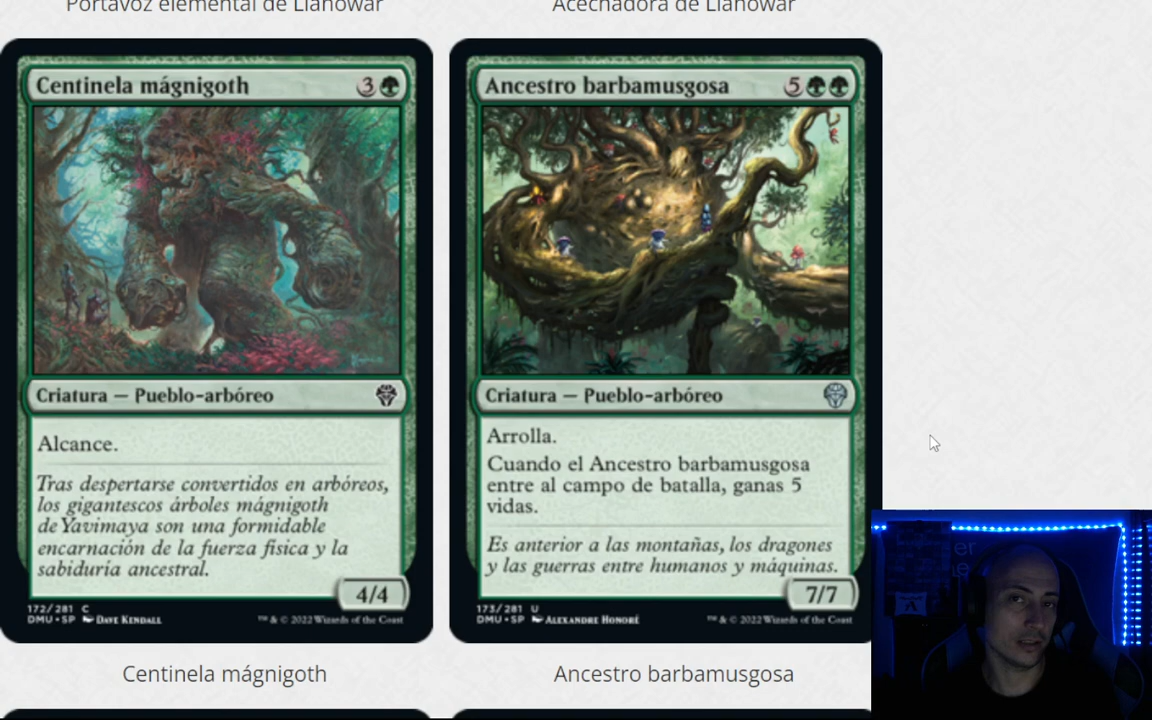 Portavoz elemental de Llanowar
Acechadora de Llanowar
Centinela mágnigoth
3
Criatura — Pueblo-arbóreo
Alcance.
Tras despertarse convertidos en arbóreos,
los gigantescos árboles mágnigoth
de Yavimaya son una formidable
encarnación de la fuerza física y la
sabiduría ancestral.
4/4
172/281 C
DMU • SP DAVE KENDALL
™ & © 2022 Wizards of the Coast
Centinela mágnigoth
Ancestro barbamusgosa
5
Criatura — Pueblo-arbóreo
Arrolla.
Cuando el Ancestro barbamusgosa
entre al campo de batalla, ganas 5
vidas.
Es anterior a las montañas, los dragones
y las guerras entre humanos y máquinas.
7/7
173/281 U
DMU • SP ALEXANDRE HONORÉ
™ & © 2022 Wizards of the Coast
Ancestro barbamusgosa